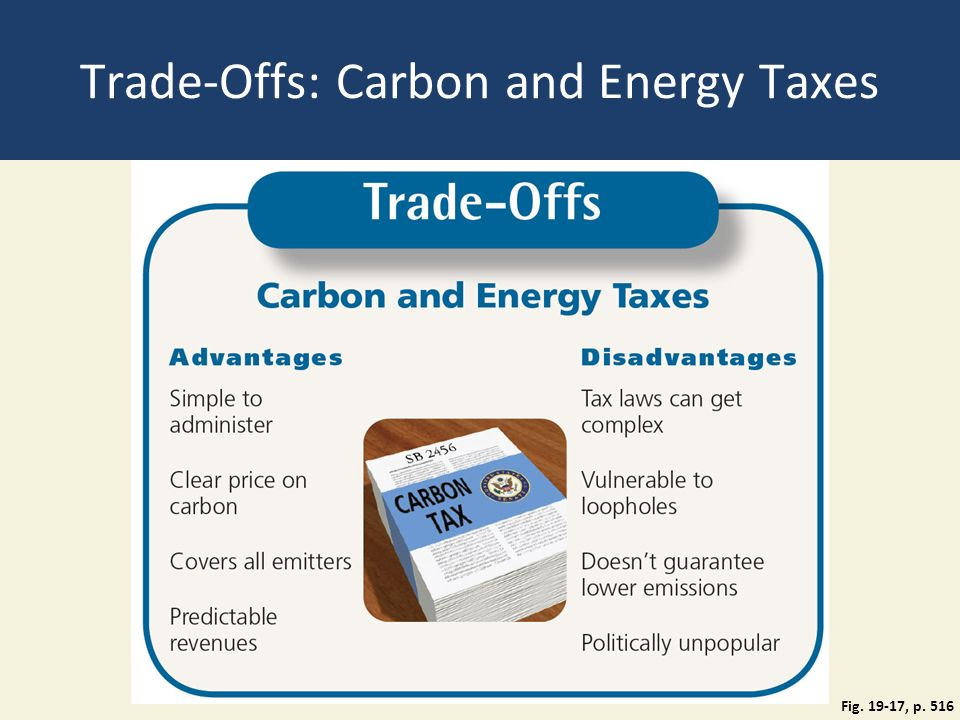 Trade-Offs: Carbon and Energy Taxes
Trade-Offs
Carbon and Energy Taxes
Advantages
Simple to
administer
Clear price on
carbon
Covers all emitters
Predictable
revenues
SB 2456
CARBON
TAX
Disadvantages
Tax laws can get
complex
Vulnerable to
loopholes
Doesn't guarantee
lower emissions
Politically unpopular
Fig. 19-17, p. 516